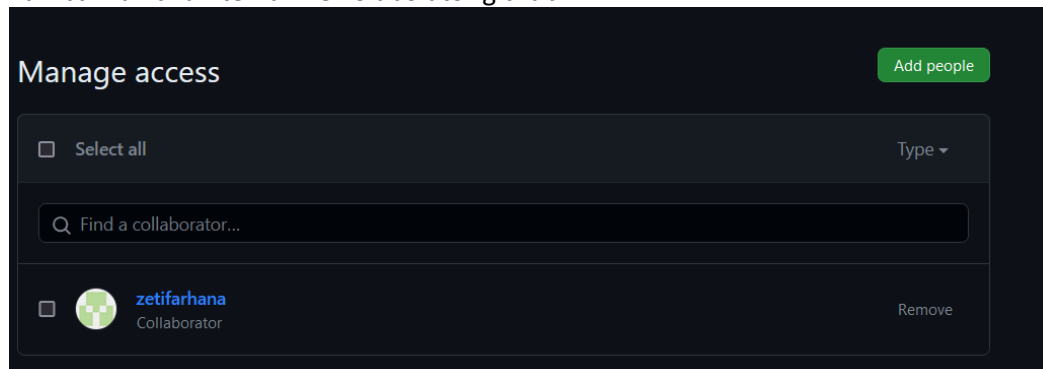 Manage access
Add people
Select all
Type
Find a collaborator...
zetifarhana
Collaborator
Remove